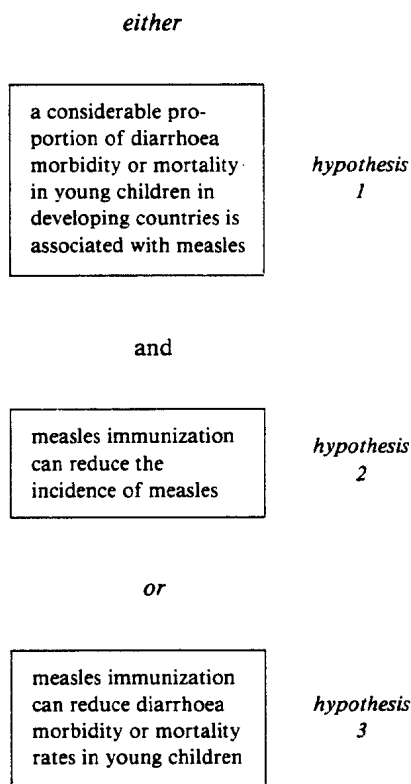 either
a considerable pro-
portion of diarrhoea
morbidity or mortality
in young children in
developing countries is
associated with measles
hypothesis
1
and
measles immunization
can reduce the
incidence of measles
hypothesis
2
or
measles immunization
can reduce diarrhoea
morbidity or mortality
rates in young children
hypothesis
3